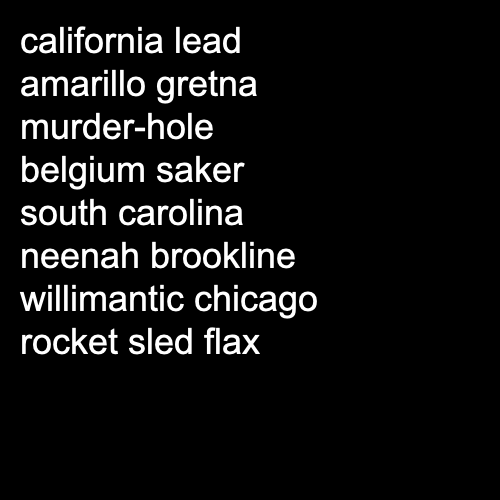 california lead
amarillo gretna
murder-hole
belgium saker
south carolina
neenah brookline
willimantic chicago
rocket sled flax